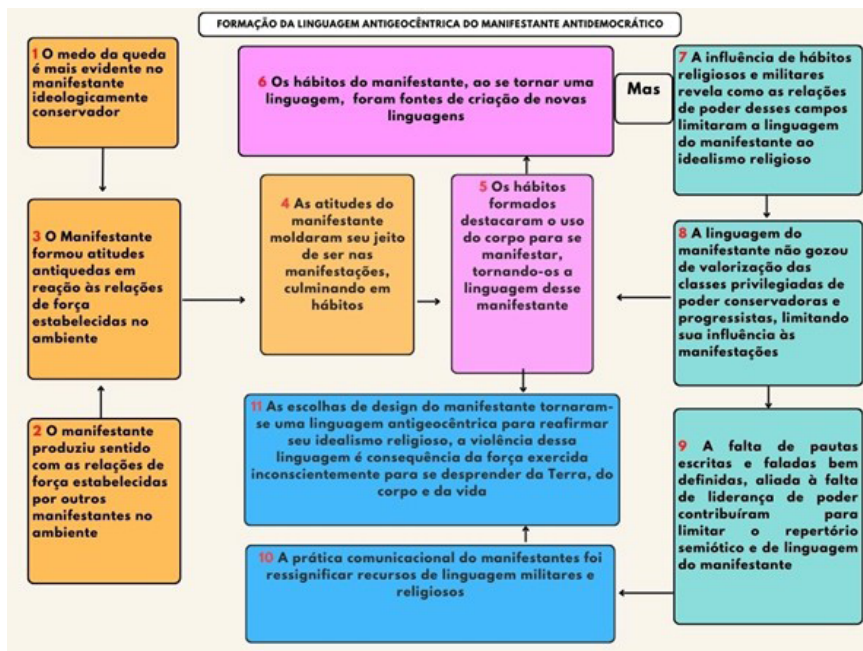 FORMAÇÃO DA LINGUAGEM ANTIGEOCÊNTRICA DO MANIFESTANTE ANTIDEMOCRÁTICO
1 O medo da queda
é mais evidente no
manifestante
ideologicamente
conservador
2 O manifestante
produziu sentido
com as relações de
força estabelecidas
por outros
manifestantes no
ambiente
3 O Manifestante
formou atitudes
antiquedas em
reação às relações
de força
estabelecidas no
ambiente
4 As atitudes do
manifestante
moldaram seu jeito
de ser nas
manifestações,
culminando em
hábitos
5 Os hábitos
formados
destacaram o uso
do corpo para se
manifestar,
tornando-os a
linguagem desse
manifestante
6 Os hábitos do manifestante, ao se tornar uma
linguagem, foram fontes de criação de novas
linguagens
Mas
7 A influência de hábitos
religiosos e militares
revela como as relações
de poder desses campos
limitaram a linguagem
do manifestante ao
idealismo religioso
8 A linguagem do
manifestante não gozou
de valorização das
classes privilegiadas de
poder conservadoras e
progressistas, limitando
sua influência às
manifestações
9 A falta de pautas
escritas e faladas bem
definidas, aliada à falta
de liderança de poder
contribuíram para
limitar o repertório
semiótico e de linguagem
do manifestante
10 A prática comunicacional do manifestantes foi
ressignificar recursos de linguagem militares e
religiosos
11 As escolhas de design do manifestante tornaram-
se uma linguagem antigeocêntrica para reafirmar
seu idealismo religioso, a violência dessa
linguagem é consequência da força exercida
inconscientemente para se desprender da Terra, do
corpo e da vida